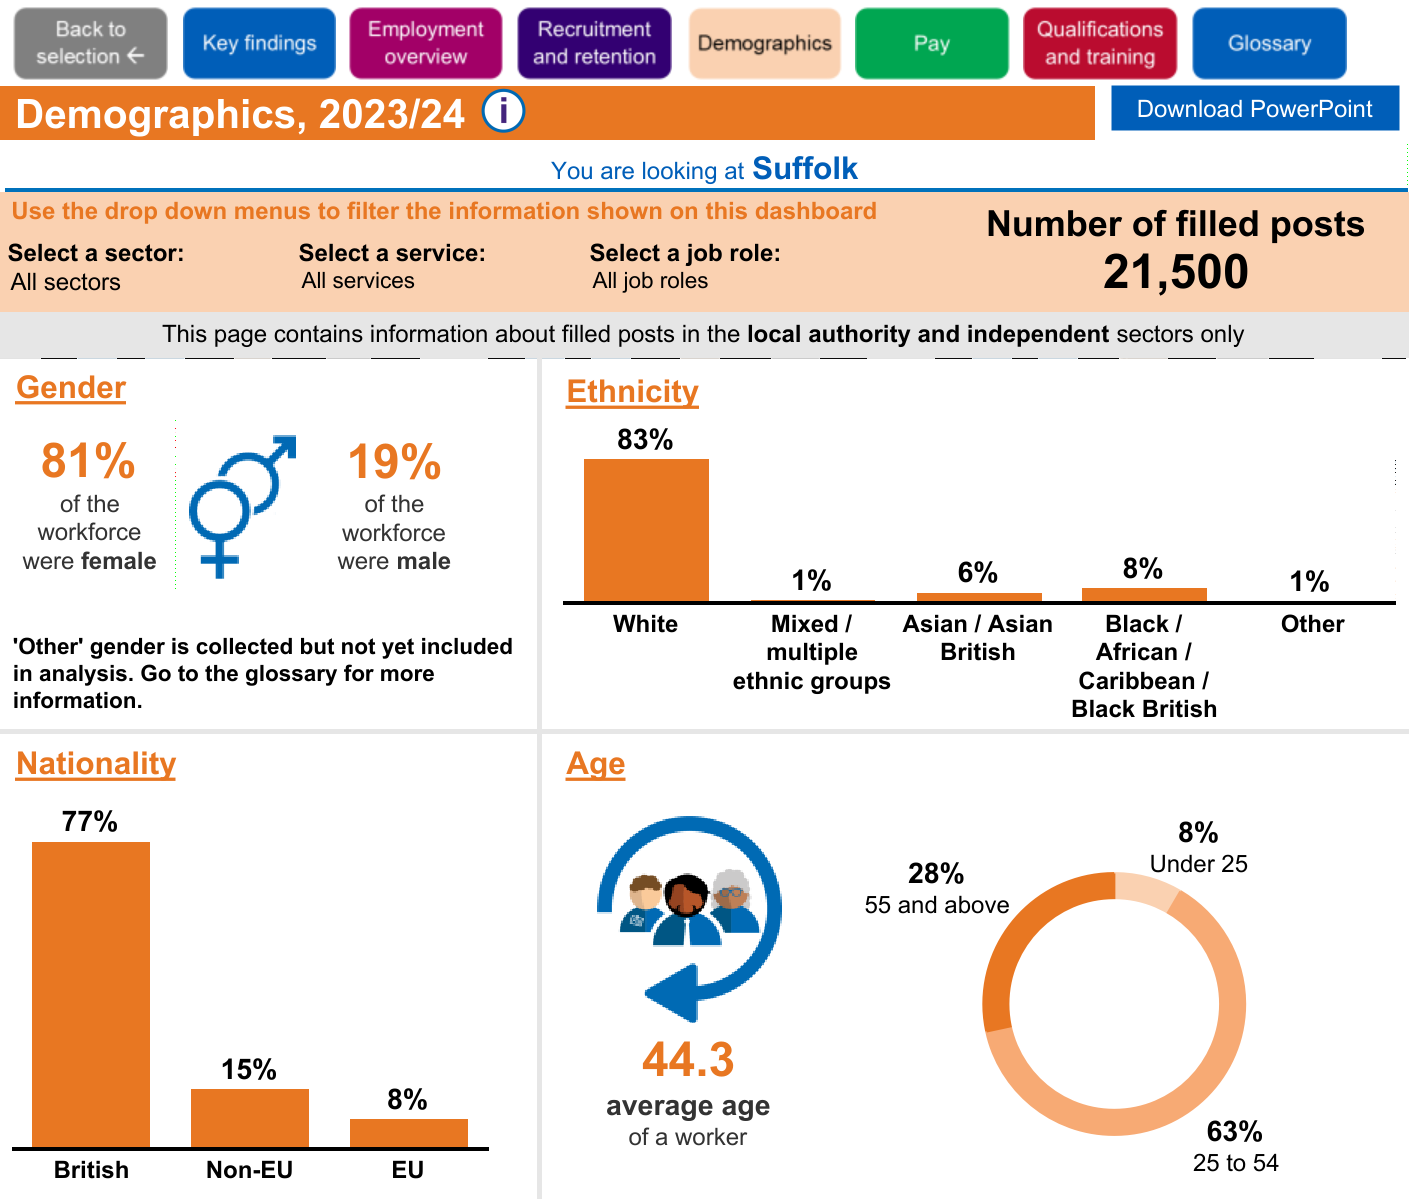 Back to
selection ←
Key findings
Employment
overview
Recruitment
and retention
Demographics
Pay
Qualifications
and training
Glossary
Demographics, 2023/24 i
Download PowerPoint
You are looking at Suffolk
Use the drop down menus to filter the information shown on this dashboard
Number of filled posts
21,500
Select a sector:
All sectors
Select a service:
All services
Select a job role:
All job roles
This page contains information about filled posts in the local authority and independent sectors only
Gender
81%
of the
workforce
were female
19%
of the
workforce
were male
'Other' gender is collected but not yet included
in analysis. Go to the glossary for more
information.
Ethnicity
83%
White
1%
Mixed /
multiple
ethnic groups
6%
Asian / Asian
British
8%
Black /
African /
Caribbean /
Black British
1%
Other
Nationality
77%
British
15%
Non-EU
8%
EU
Age
44.3
average age
of a worker
8%
Under 25
28%
55 and above
63%
25 to 54